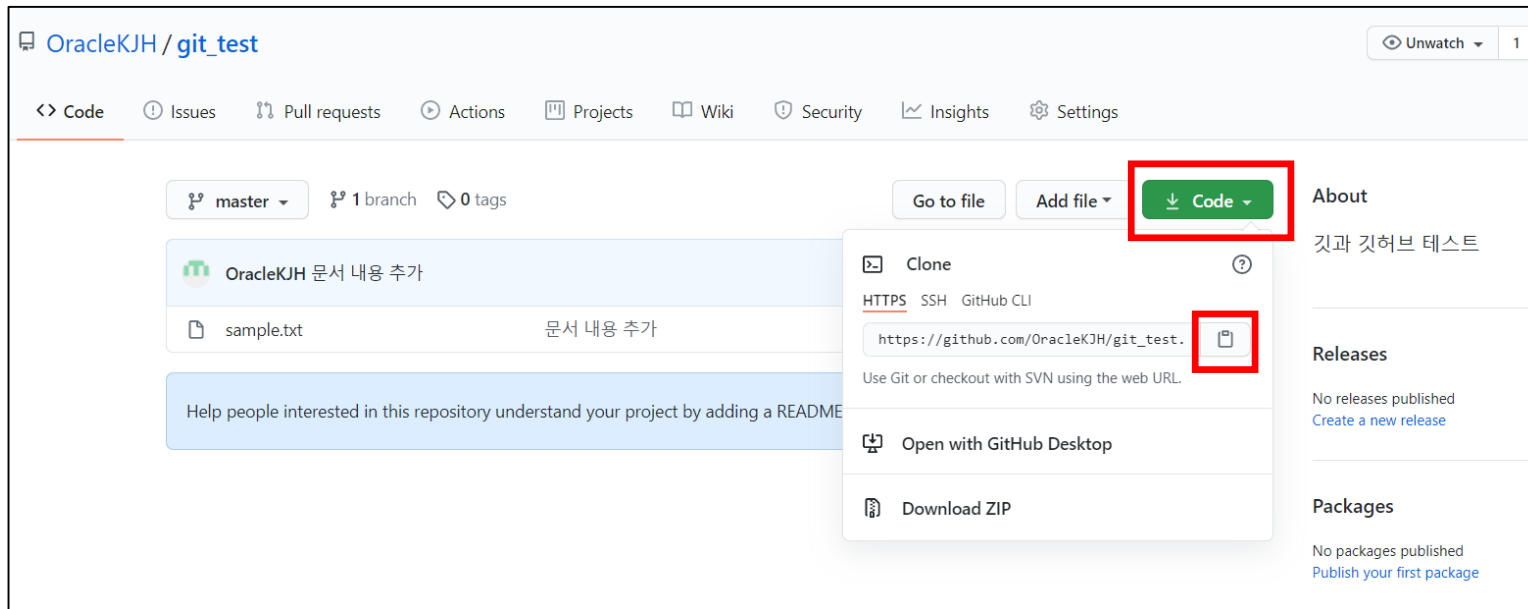 OracleKJH / git_test
Unwatch 1
Code Issues Pull requests Actions Projects Wiki Security Insights Settings
master 1 branch 0 tags Go to file Add file Code
About
깃과 깃허브 테스트
OracleKJH 문서 내용 추가
sample.txt 문서 내용 추가
Help people interested in this repository understand your project by adding a README
Clone
HTTPS SSH GitHub CLI
https://github.com/OracleKJH/git_test.
Use Git or checkout with SVN using the web URL.
Open with GitHub Desktop
Download ZIP
Releases
No releases published
Create a new release
Packages
No packages published
Publish your first package